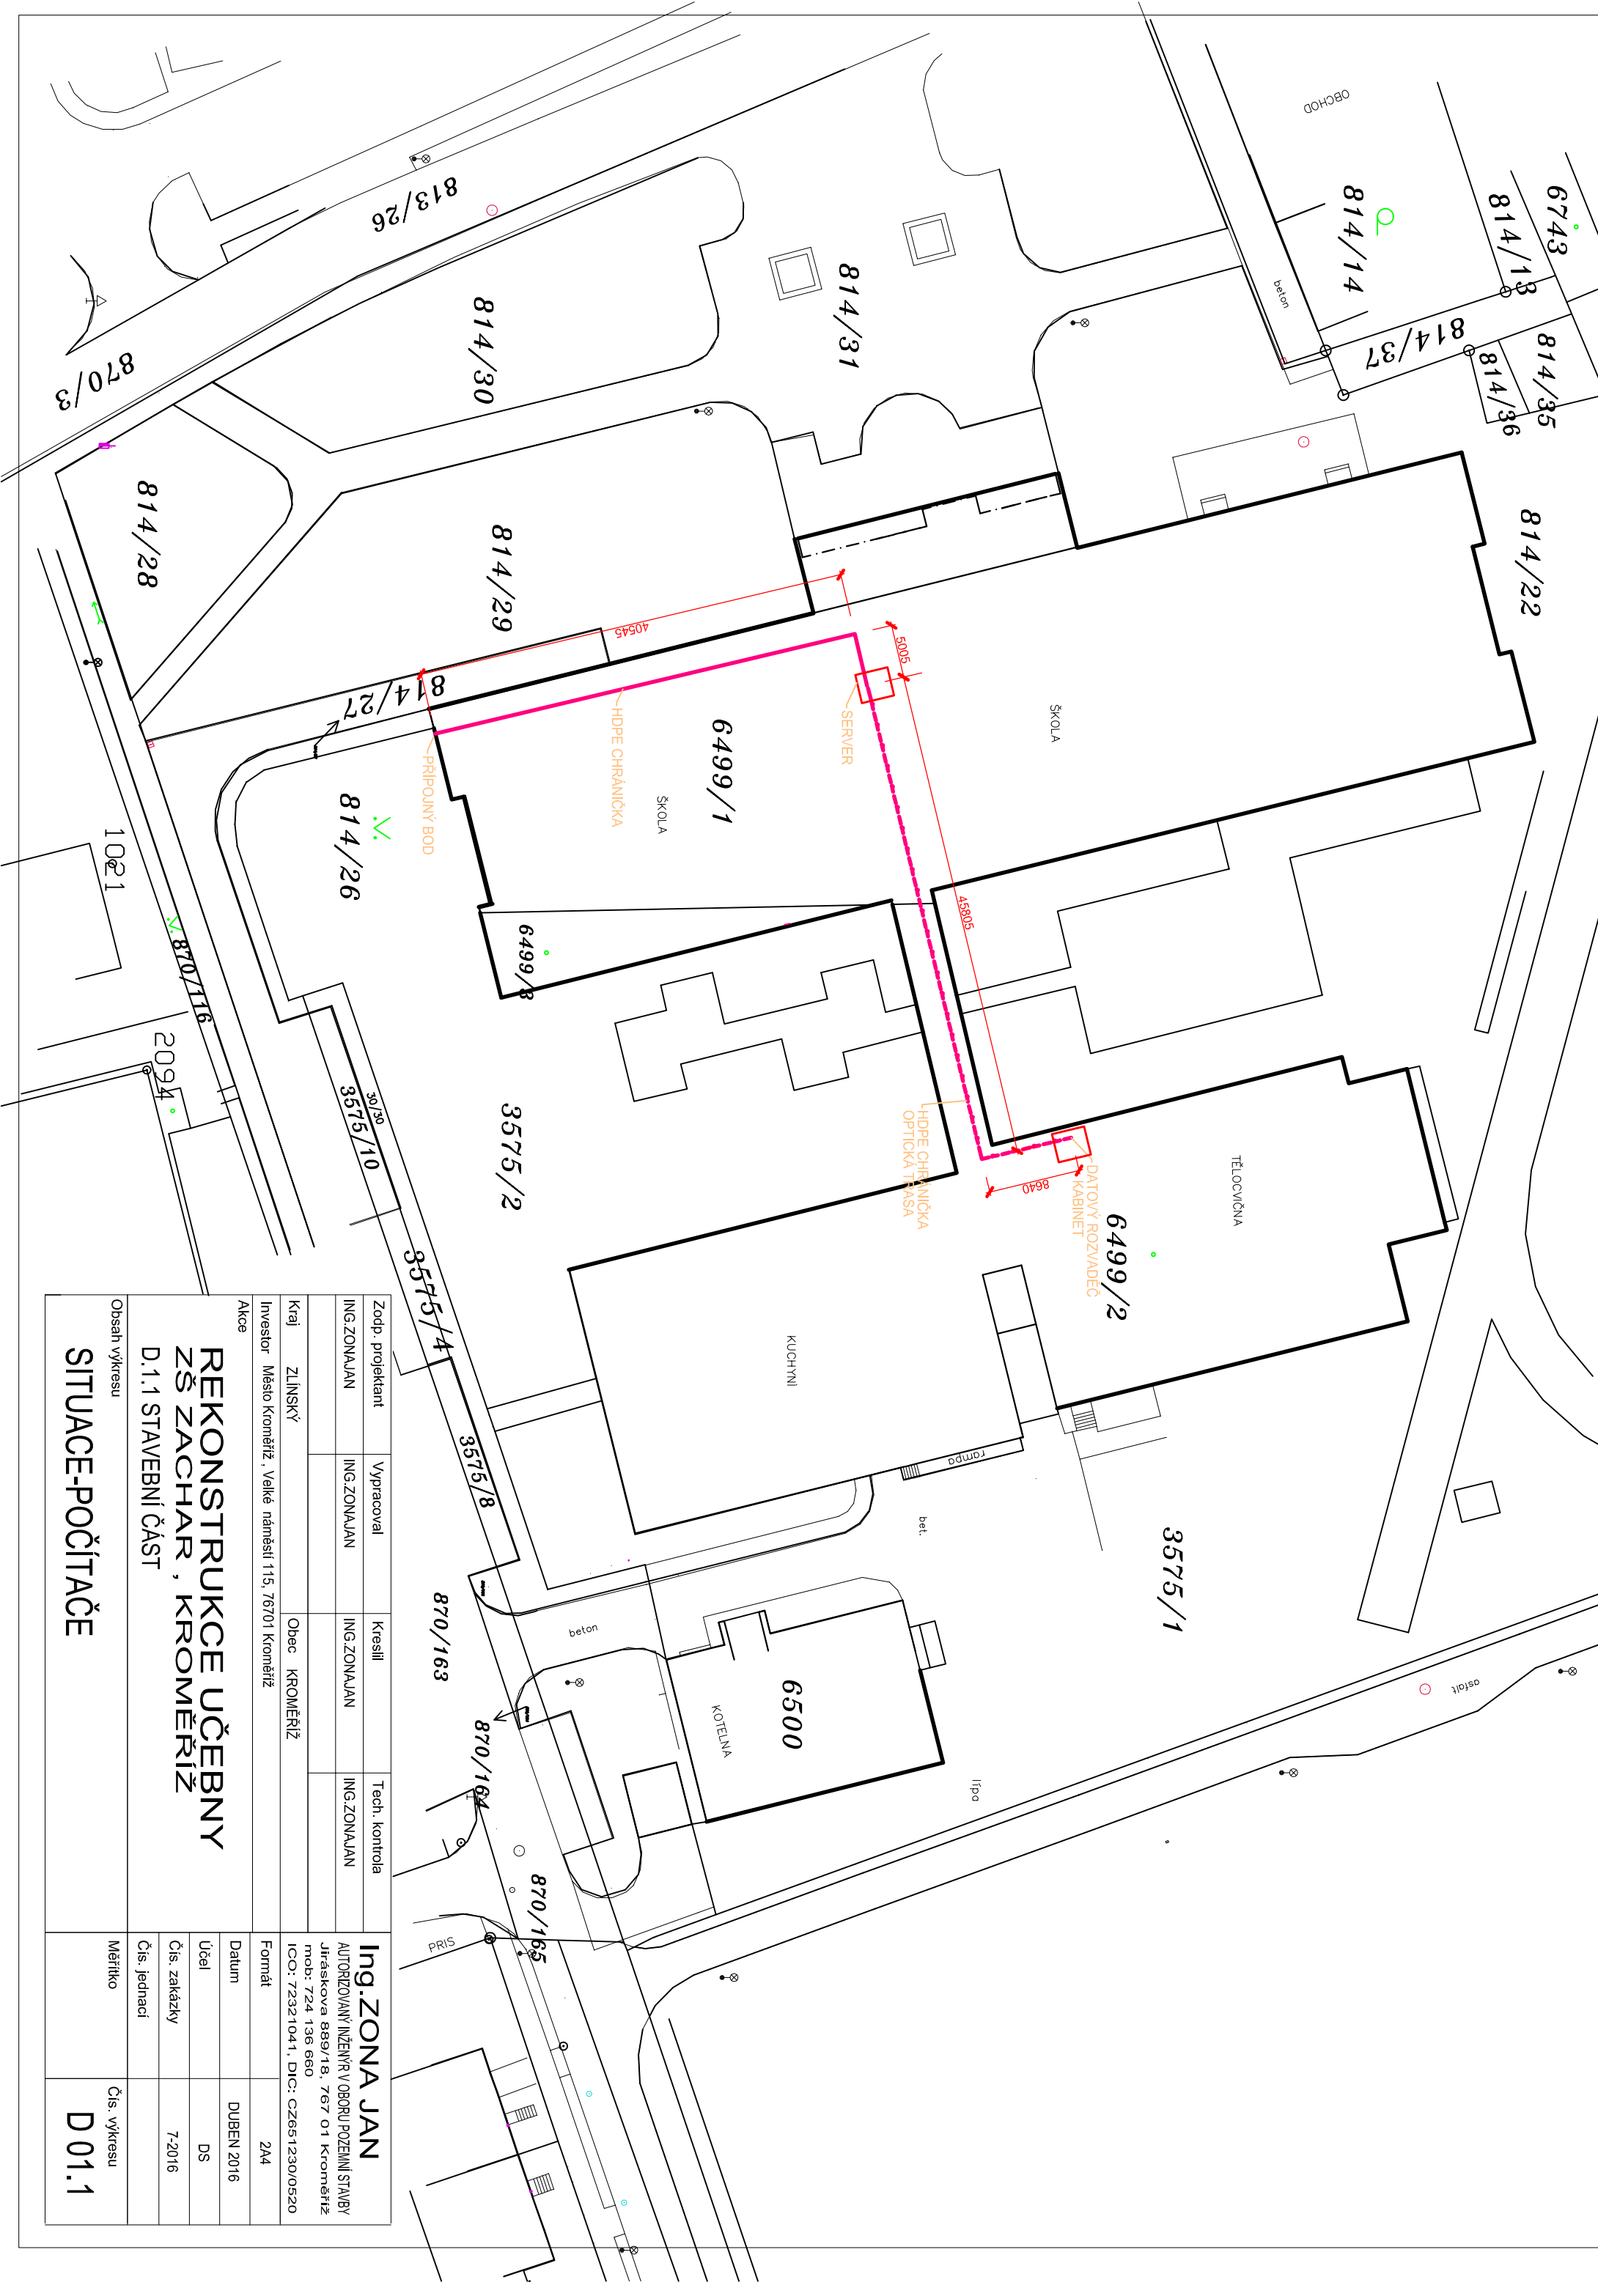 OBCHOD
6743
814/13
814/14
814/37
814/35
814/36
beton
814/22
813/26
814/31
814/30
870/3
814/28
814/29
814/27
814/26
40545
5005
45805
8640
HDPE CHRÁNIČKA
PŘÍPOJNÝ BOD
SERVER
6499/1
ŠKOLA
ŠKOLA
6499/3
1021
870/116
2094
30/30
3575/10
3575/2
3575/4
3575/8
HDPE CHRÁNIČKA
OPTICKÁ TRASA
DATOVÝ ROZVADĚČ
KABINET
6499/2
TĚLOCVIČNA
KUCHYNĚ
rampa
bet.
3575/1
870/163
beton
6500
KOTELNA
lípa
asfalt
870/164
870/165
PRIS
Zodp. projektant
Vypracoval
Kreslil
Tech. kontrola
ING.ZONAJAN
ING.ZONAJAN
ING.ZONAJAN
ING.ZONAJAN
Kraj ZLÍNSKÝ
Obec KROMĚŘÍŽ
Investor Město Kroměříž , Velké náměstí 115, 76701 Kroměříž
Akce
REKONSTRUKCE UČEBNY
ZŠ ZACHAR , KROMĚŘÍŽ
D.1.1 STAVEBNÍ ČÁST
Obsah výkresu
SITUACE-POČÍTAČE
Ing.ZONA JAN
AUTORIZOVANÝ INŽENÝR V OBORU POZEMNÍ STAVBY
Jiráskova 889/18, 767 01 Kroměříž
mob: 724 136 660
ICO: 72321041, DIC: CZ651230/0520
Formát 2A4
Datum DUBEN 2016
Účel DS
Čís. zakázky 7-2016
Čís. jednací
Měřítko
Čís. výkresu
D 01.1